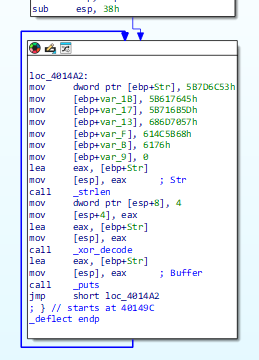 sub     esp, 38h
loc_4014A2:
mov     dword ptr [ebp+Str], 5B7D6C53h
mov     [ebp+var_1B], 5B617645h
mov     [ebp+var_17], 5B716B5Dh
mov     [ebp+var_13], 686D7057h
mov     [ebp+var_F], 614C5B68h
mov     [ebp+var_B], 6176h
mov     [ebp+var_9], 0
lea     eax, [ebp+Str]
mov     [esp], eax      ; Str
call    _strlen
mov     dword ptr [esp+8], 4
mov     [esp+4], eax
lea     eax, [ebp+Str]
mov     [esp], eax
call    _xor_decode
lea     eax, [ebp+Str]
mov     [esp], eax      ; Buffer
call    _puts
jmp     short loc_4014A2
; } // starts at 40149C
_deflect endp